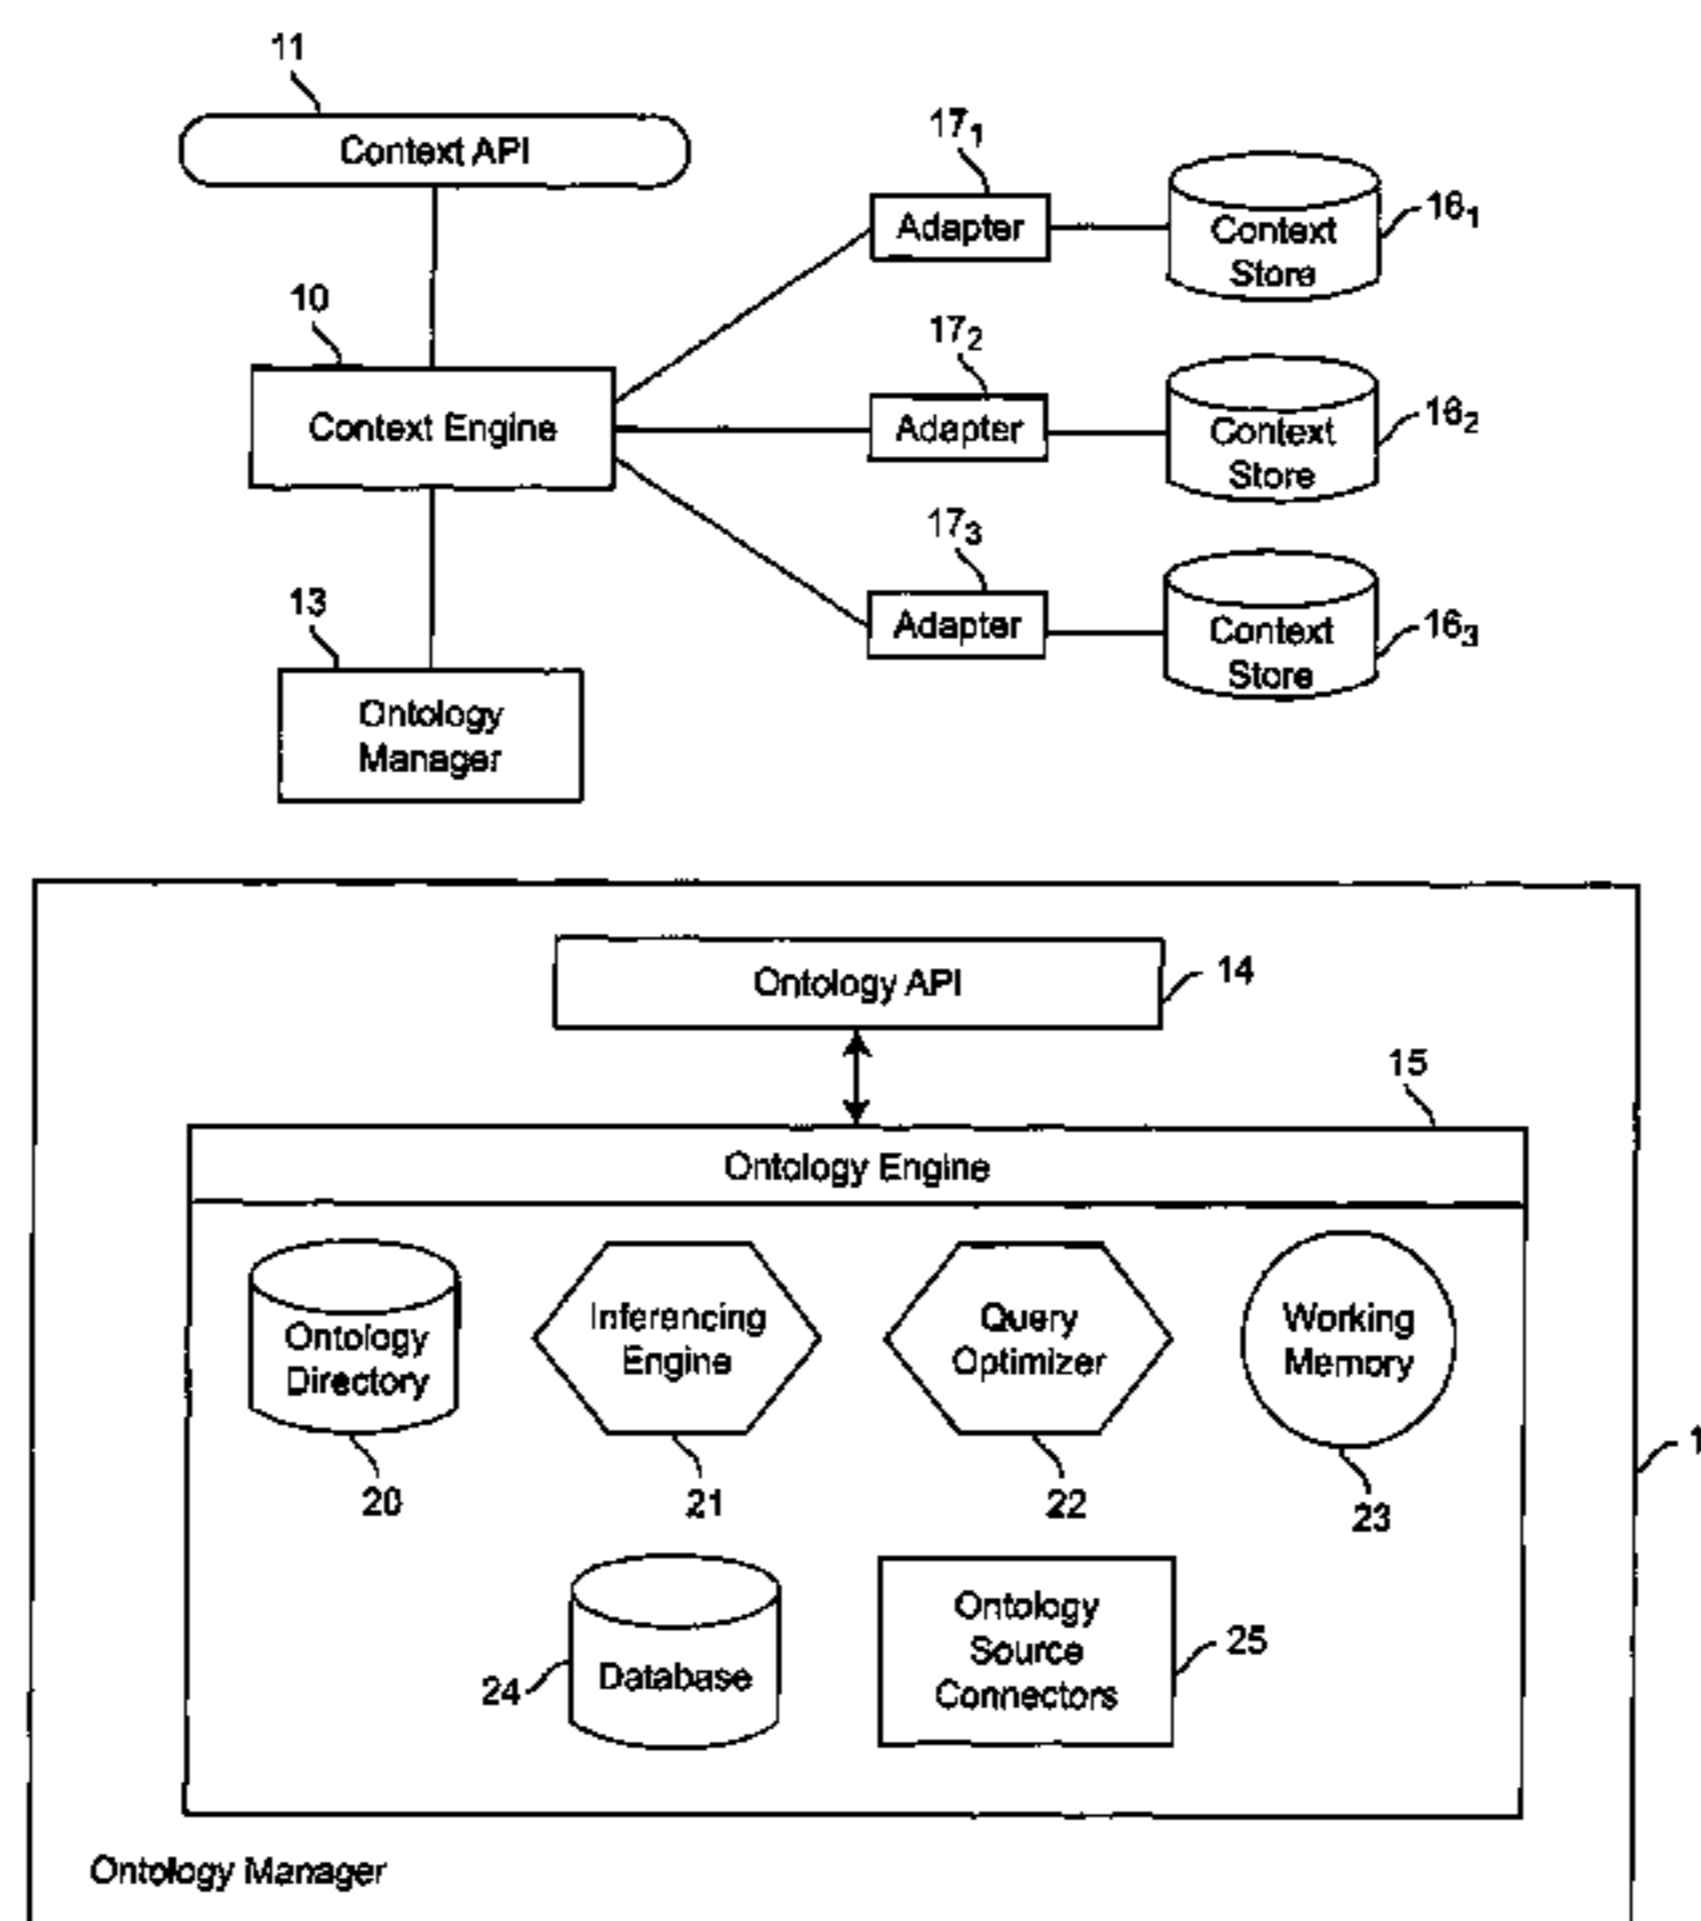 11
Context API
17₁
Adapter
Context
Store
16₁
10
Context Engine
17₂
Adapter
Context
Store
16₂
17₃
Adapter
Context
Store
16₃
13
Ontology
Manager
Ontology API
14
15
Ontology Engine
Ontology
Directory
20
Inferencing
Engine
21
Query
Optimizer
22
Working
Memory
23
1
Database
24
Ontology
Source
Connectors
25
Ontology Manager